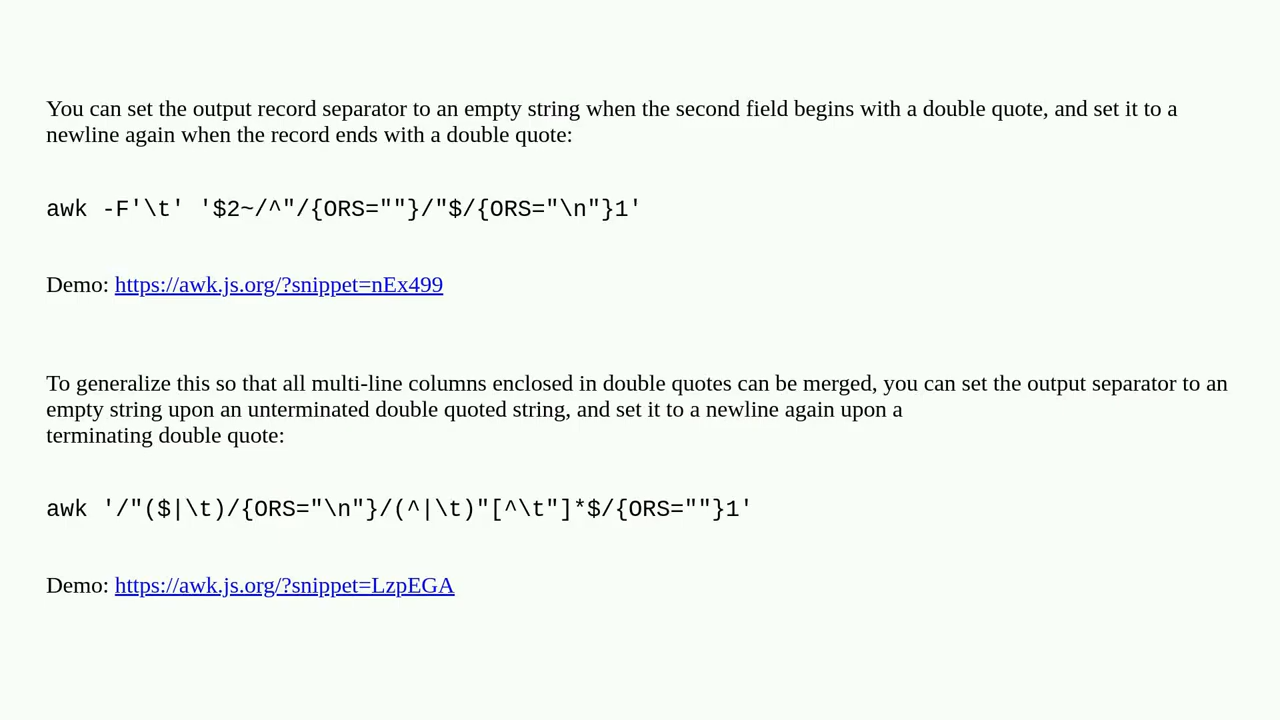 You can set the output record separator to an empty string when the second field begins with a double quote, and set it to a
newline again when the record ends with a double quote:
awk -F'\t' '$2~/^"/{ORS=""}/"$/{ORS="\n"}1'
Demo: https://awk.js.org/?snippet=nEx499
To generalize this so that all multi-line columns enclosed in double quotes can be merged, you can set the output separator to an
empty string upon an unterminated double quoted string, and set it to a newline again upon a
terminating double quote:
awk '/"($|\t)/{ORS="\n"}/(^|\t)"[^\t"]*$/{ORS=""}1'
Demo: https://awk.js.org/?snippet=LzpEGA